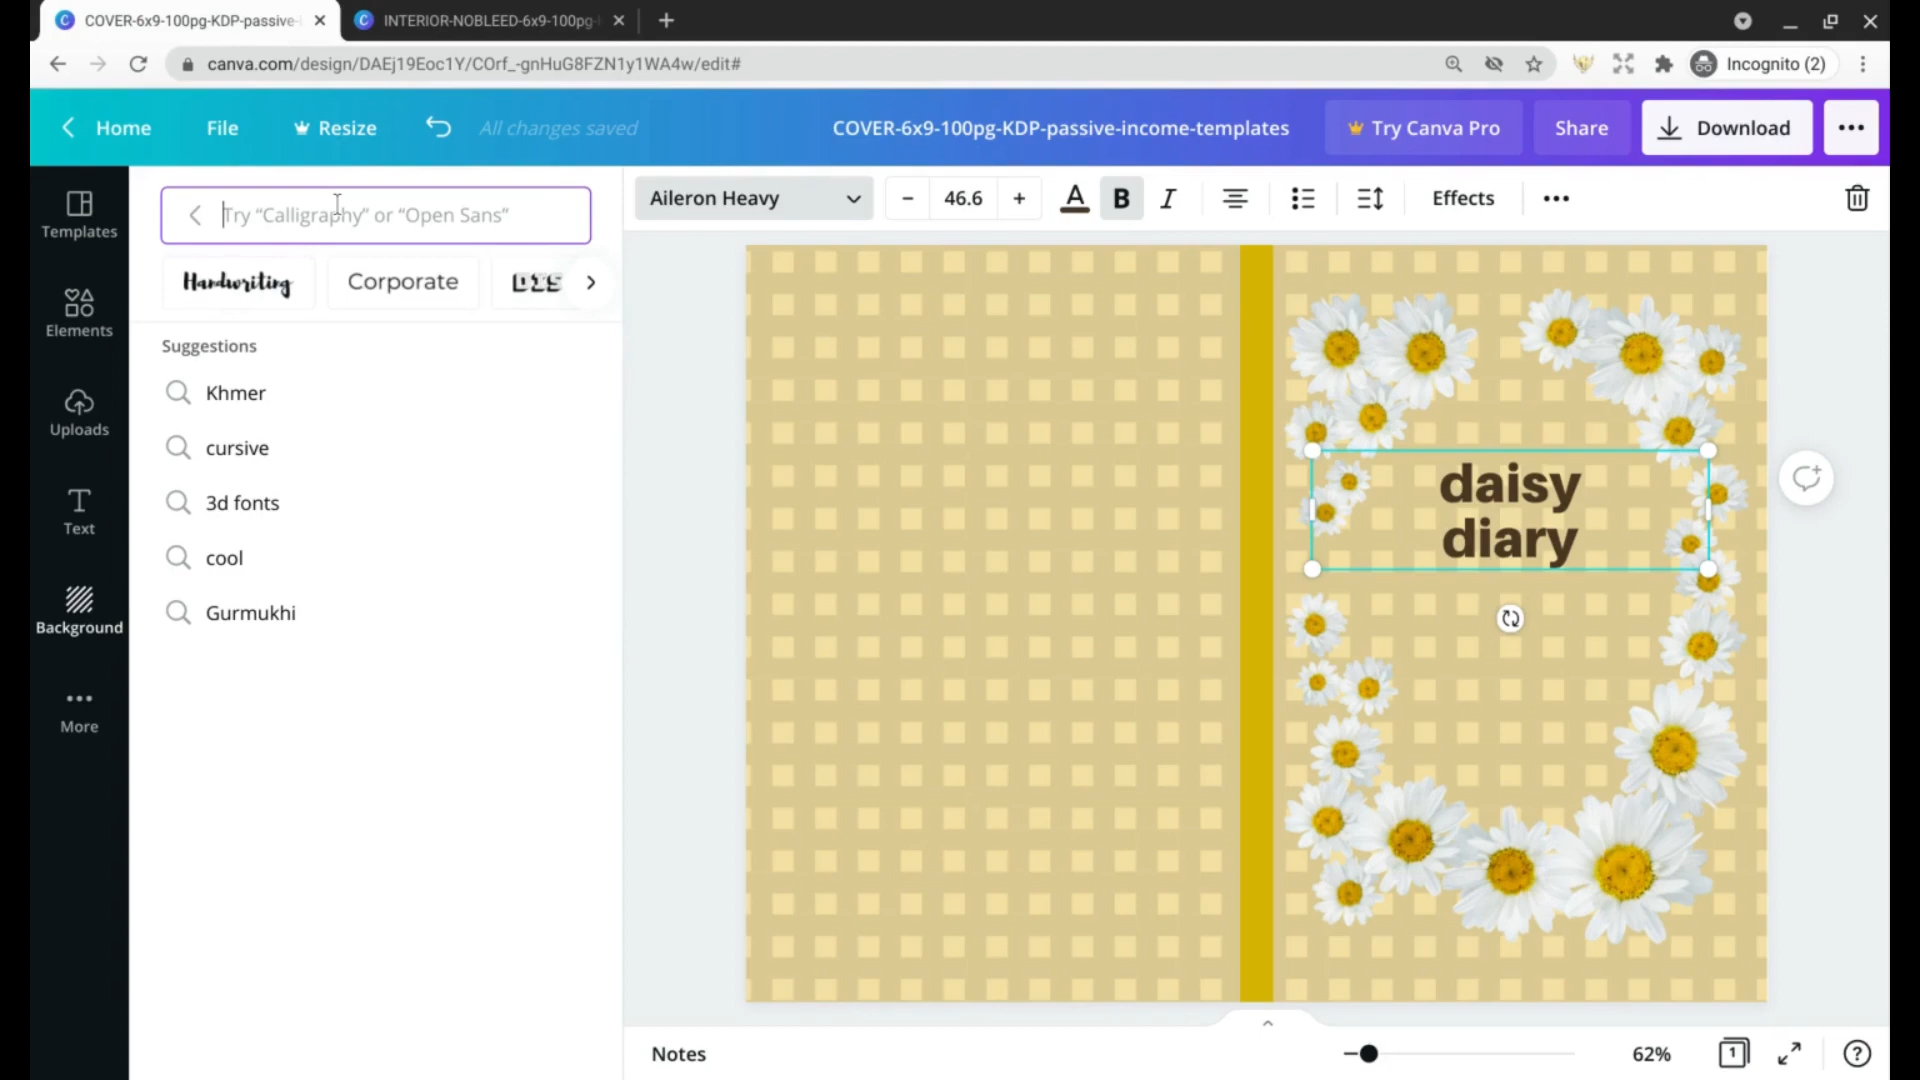 COVER-6x9-100pg-KDP-passive-
INTERIOR-NOBLEED-6x9-100pg-
canva.com/design/DAEj19Eoc1Y/COrf_-gnHuG8FZN1y1WA4w/edit#
Incognito (2)
Home
File
Resize
All changes saved
COVER-6x9-100pg-KDP-passive-income-templates
Try Canva Pro
Share
Download
Templates
Elements
Uploads
Text
Background
More
Try “Calligraphy” or “Open Sans”
Handwriting
Corporate
DIS
Suggestions
Khmer
cursive
3d fonts
cool
Gurmukhi
Aileron Heavy
46.6
A
B
I
Effects
daisy
diary
Notes
62%
1